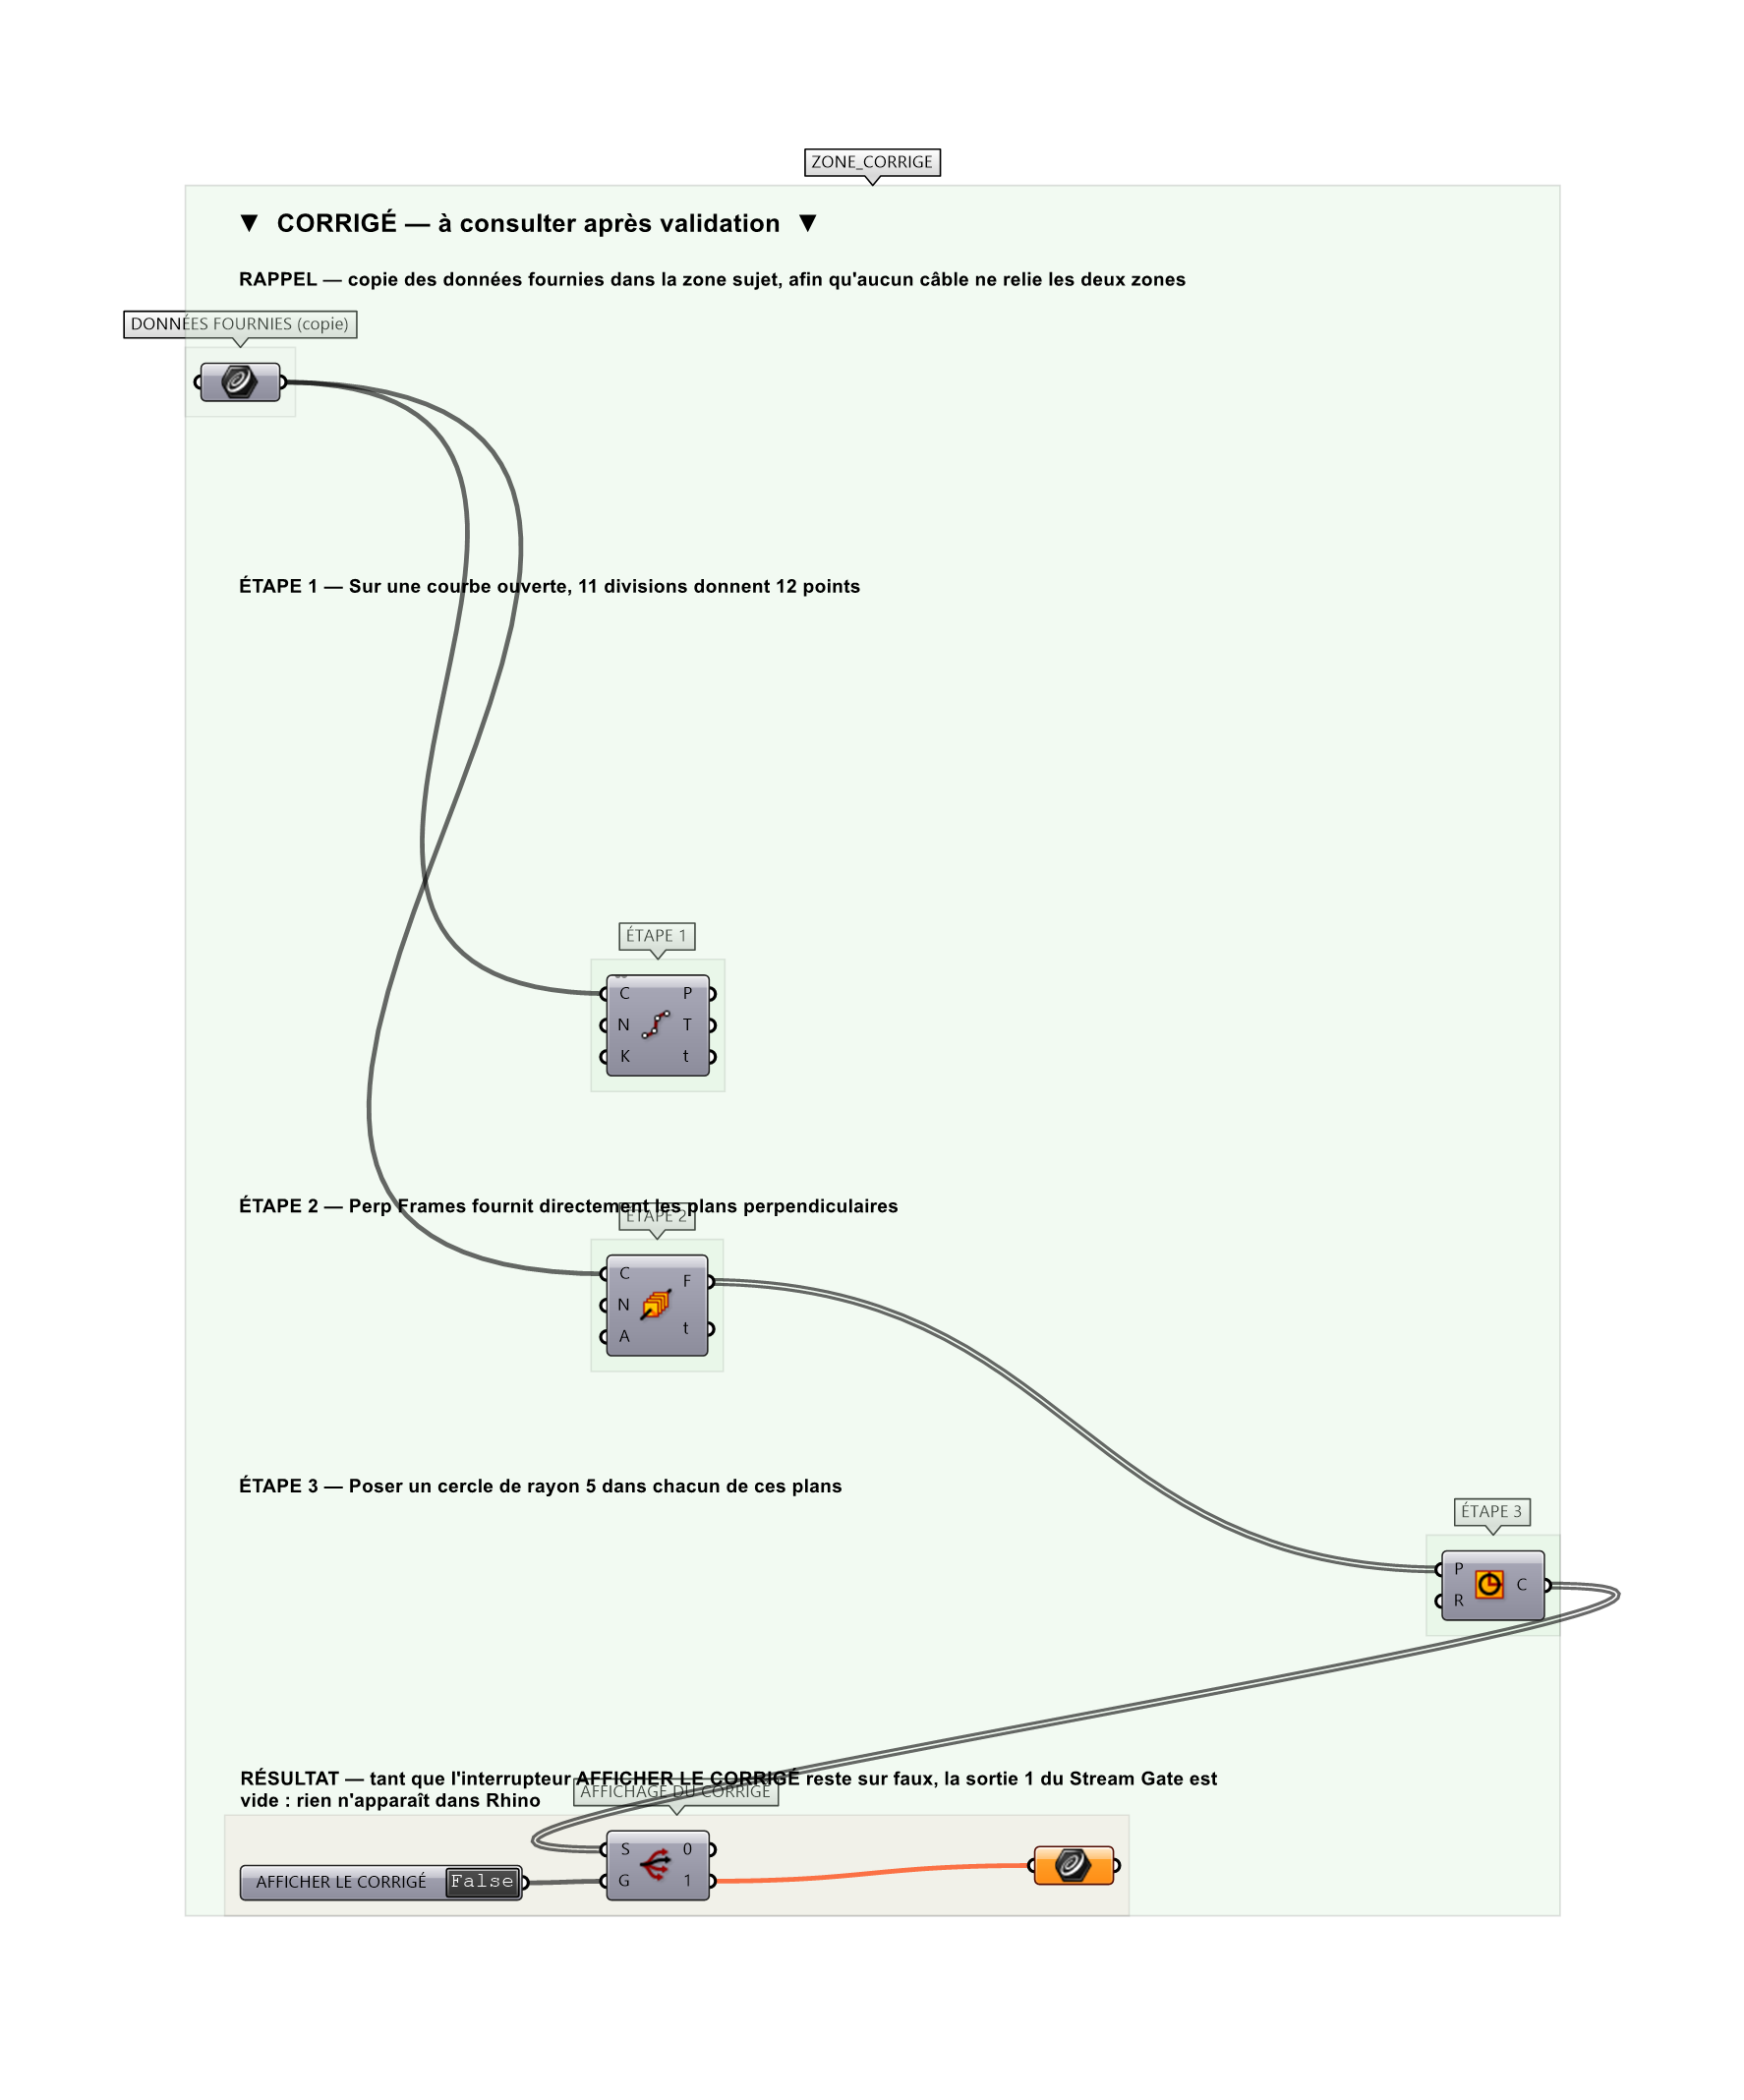 ZONE_CORRIGE
▼ CORRIGÉ — à consulter après validation ▼
RAPPEL — copie des données fournies dans la zone sujet, afin qu'aucun câble ne relie les deux zones
DONNÉES FOURNIES (copie)
ÉTAPE 1 — Sur une courbe ouverte, 11 divisions donnent 12 points
ÉTAPE 1
C P
N T
K t
ÉTAPE 2 — Perp Frames fournit directement les plans perpendiculaires
ÉTAPE 2
C F
N
A t
ÉTAPE 3 — Poser un cercle de rayon 5 dans chacun de ces plans
ÉTAPE 3
P C
R
RÉSULTAT — tant que l'interrupteur AFFICHER LE CORRIGÉ reste sur faux, la sortie 1 du Stream Gate est
vide : rien n'apparaît dans Rhino
AFFICHAGE DU CORRIGÉ
S 0
G 1
AFFICHER LE CORRIGÉ False